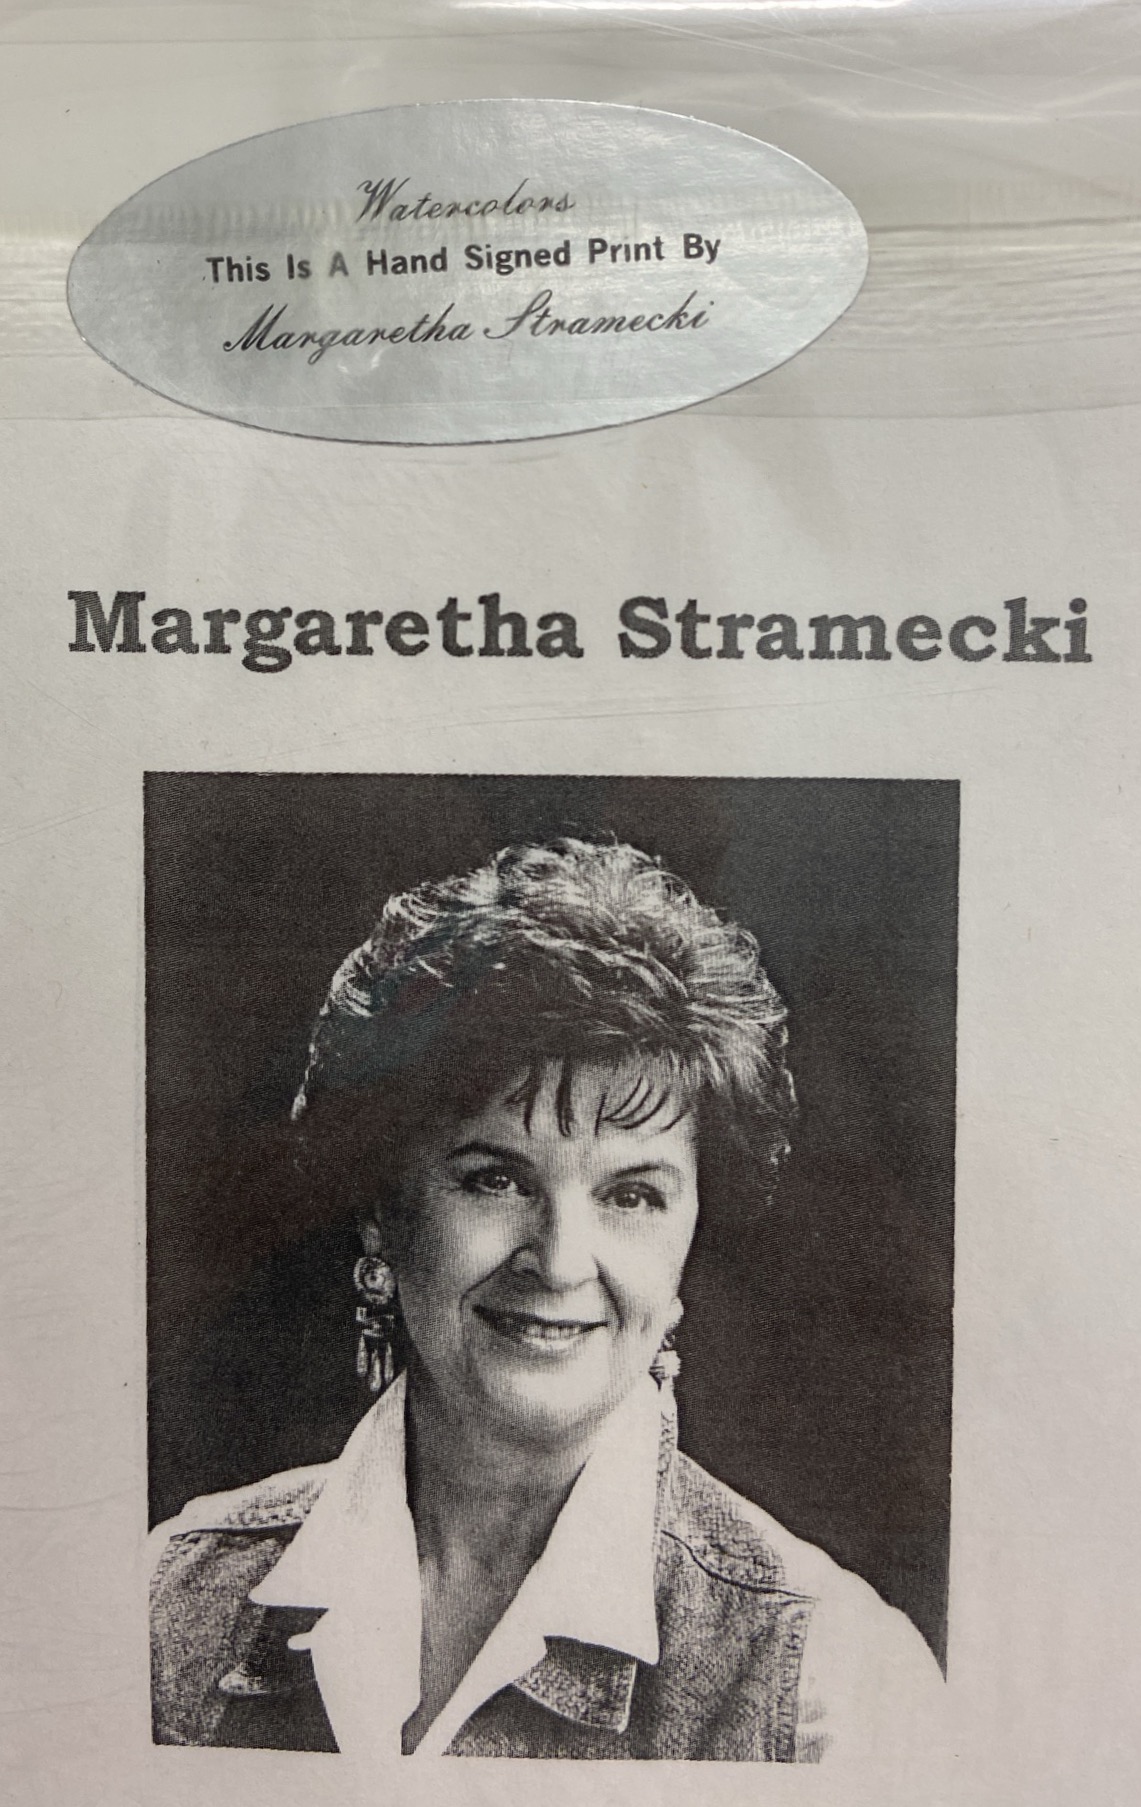 Watercolors
This Is A Hand Signed Print By
Margaretha Stramecki
Margaretha Stramecki